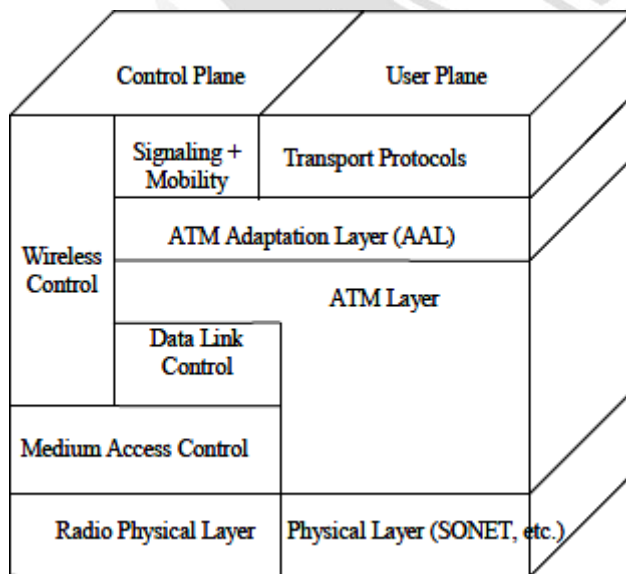 Control Plane
User Plane
Signaling +
Mobility
Transport Protocols
ATM Adaptation Layer (AAL)
Wireless
Control
ATM Layer
Data Link
Control
Medium Access Control
Radio Physical Layer
Physical Layer (SONET, etc.)